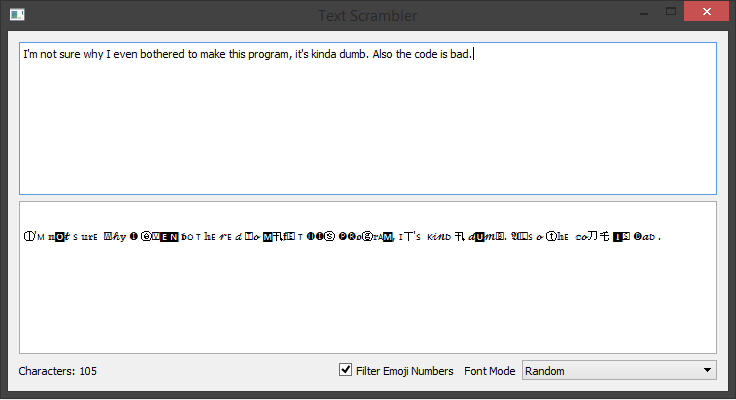 Text Scrambler
I'm not sure why I even bothered to make this program, it's kinda dumb. Also the code is bad.
I'M nOt surE Why I eVEN bOTHEREd To MaKE THIS PRogrAM, IT'S KINDa dUmB. AlSo tHE coDe IS BaD.
Characters: 105
Filter Emoji Numbers
Font Mode
Random